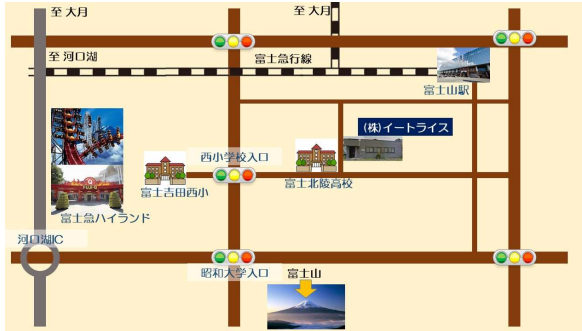 至 大月
至 大月
至 河口湖
富士急行線
富士山駅
(株)イートライス
西小学校入口
富士吉田西小
富士北陵高校
富士急ハイランド
河口湖IC
昭和大学入口
富士山